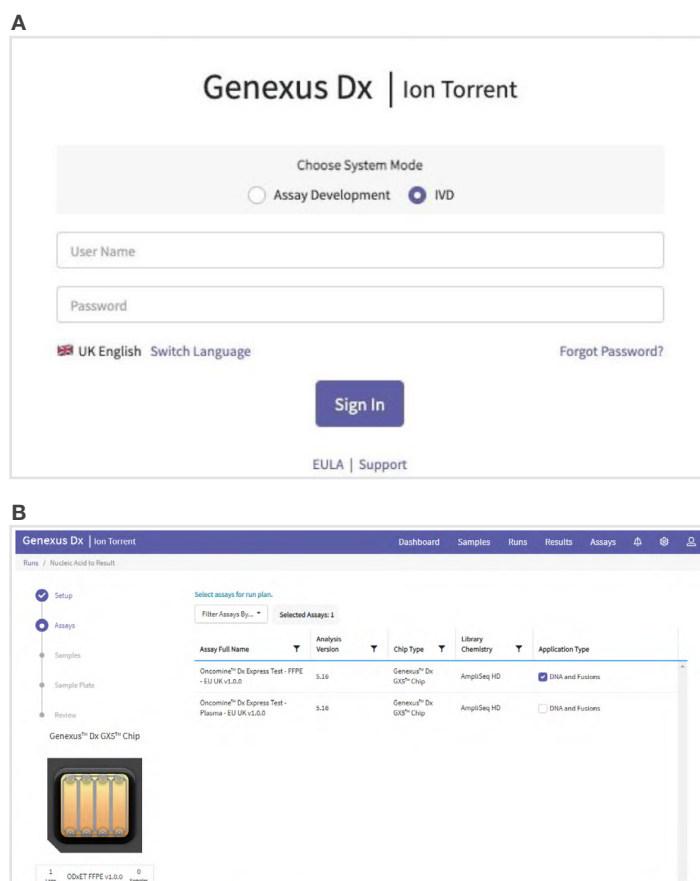 A
Genexus Dx | Ion Torrent
Choose System Mode
Assay Development IVD
User Name
Password
UK English Switch Language Forgot Password?
Sign In
EULA | Support
B
Genexus Dx | Ion Torrent Dashboard Samples Runs Results Assays
Runs / Nucleic Acid to Result
Setup
Assays
Samples
Sample Plate
Review
Select assays for run plan.
Filter Assays By... Selected Assays: 1
Assay Full Name Analysis Version Chip Type Library Chemistry Application Type
Oncomine™ Dx Express Test - FFPE - EU UK v1.0.0 5.16 Genexus™ Dx GX5™ Chip AmpliSeq HD DNA and Fusions
Oncomine™ Dx Express Test - Plasma - EU UK v1.0.0 5.16 Genexus™ Dx GX5™ Chip AmpliSeq HD DNA and Fusions
Genexus™ Dx GX5™ Chip
1 ODxET FFPE v1.0.0 0